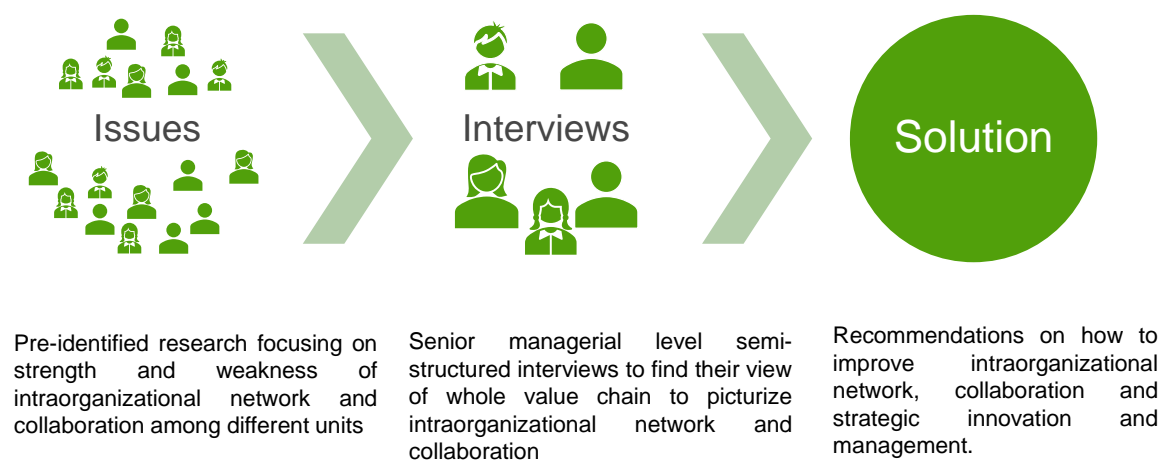 Issues
Interviews
Solution
Pre-identified research focusing on
strength and weakness of
intraorganizational network and
collaboration among different units
Senior managerial level semi-
structured interviews to find their view
of whole value chain to picturize
intraorganizational network and
collaboration
Recommendations on how to
improve intraorganizational
network, collaboration and
strategic innovation and
management.